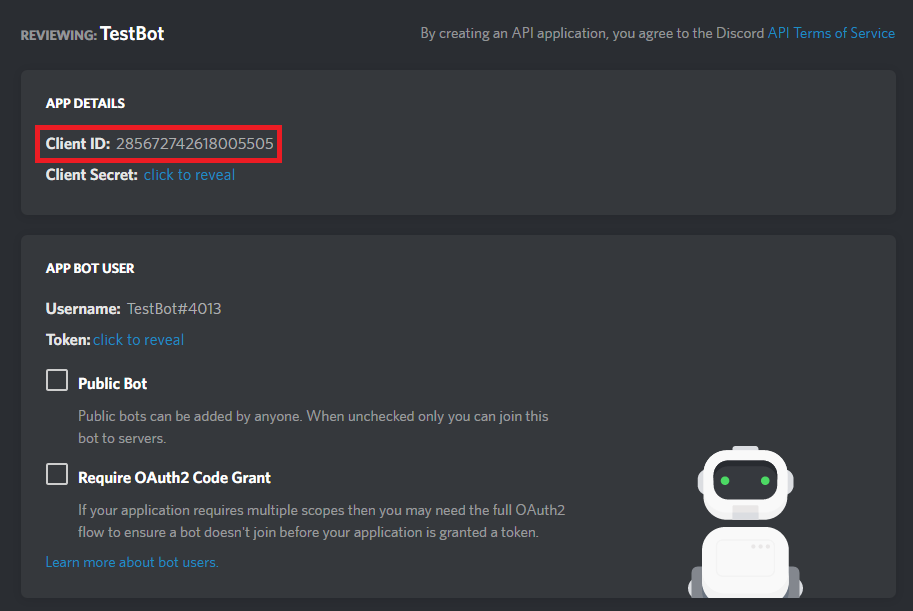 REVIEWING: TestBot
By creating an API application, you agree to the Discord API Terms of Service
APP DETAILS
Client ID: 285672742618005505
Client Secret: click to reveal
APP BOT USER
Username: TestBot#4013
Token: click to reveal
Public Bot
Public bots can be added by anyone. When unchecked only you can join this
bot to servers.
Require OAuth2 Code Grant
If your application requires multiple scopes then you may need the full OAuth2
flow to ensure a bot doesn't join before your application is granted a token.
Learn more about bot users.